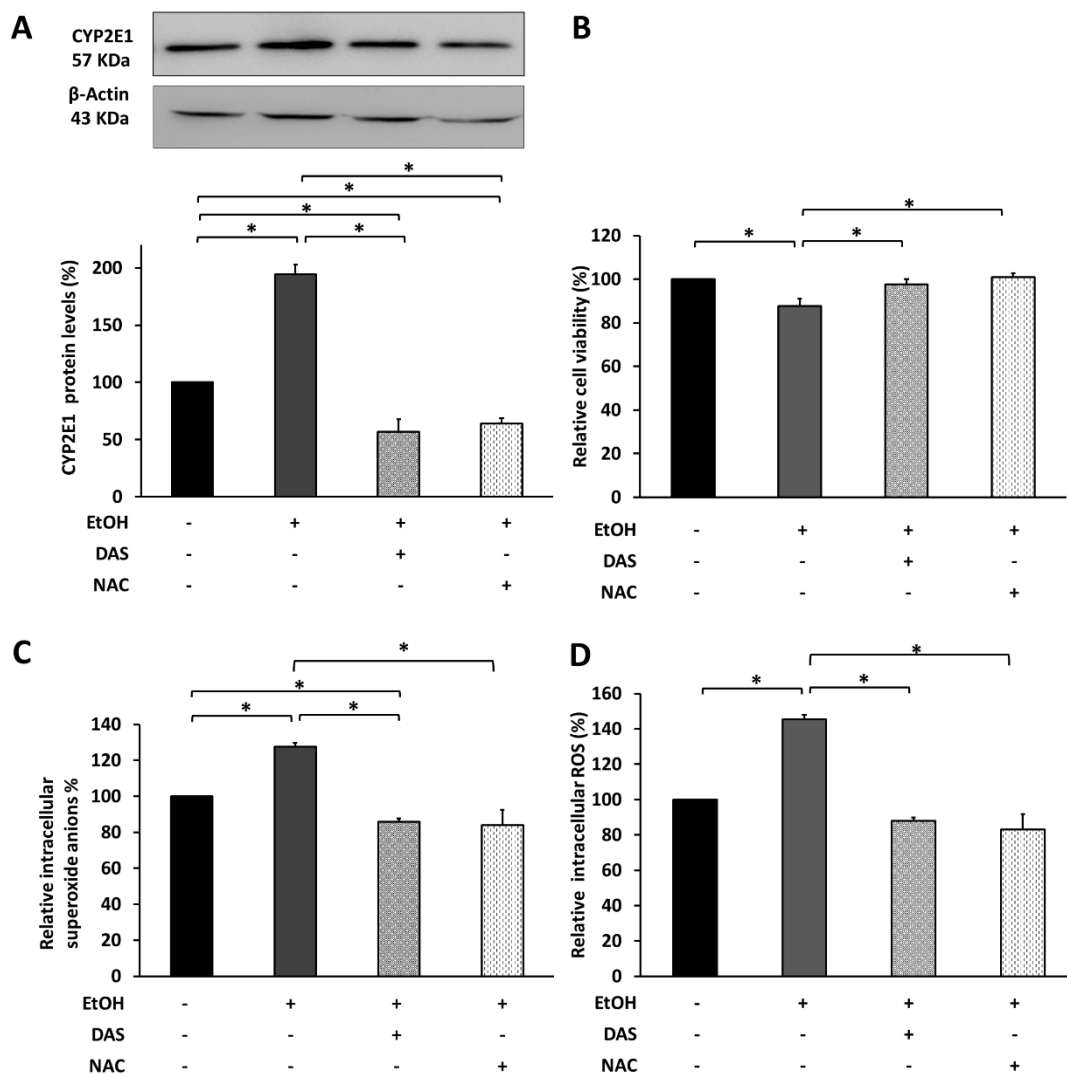 A
CYP2E1
57 KDa
β-Actin
43 KDa
*
*
*
* *
CYP2E1 protein levels (%)
200
150
100
50
0
EtOH - + + +
DAS - - + -
NAC - - - +
B
*
* *
Relative cell viability (%)
120
100
80
60
40
20
0
EtOH - + + +
DAS - - + -
NAC - - - +
C
*
*
* *
Relative intracellular
superoxide anions %
140
120
100
80
60
40
20
0
EtOH - + + +
DAS - - + -
NAC - - - +
D
*
* *
Relative intracellular ROS (%)
160
140
120
100
80
60
40
20
0
EtOH - + + +
DAS - - + -
NAC - - - +